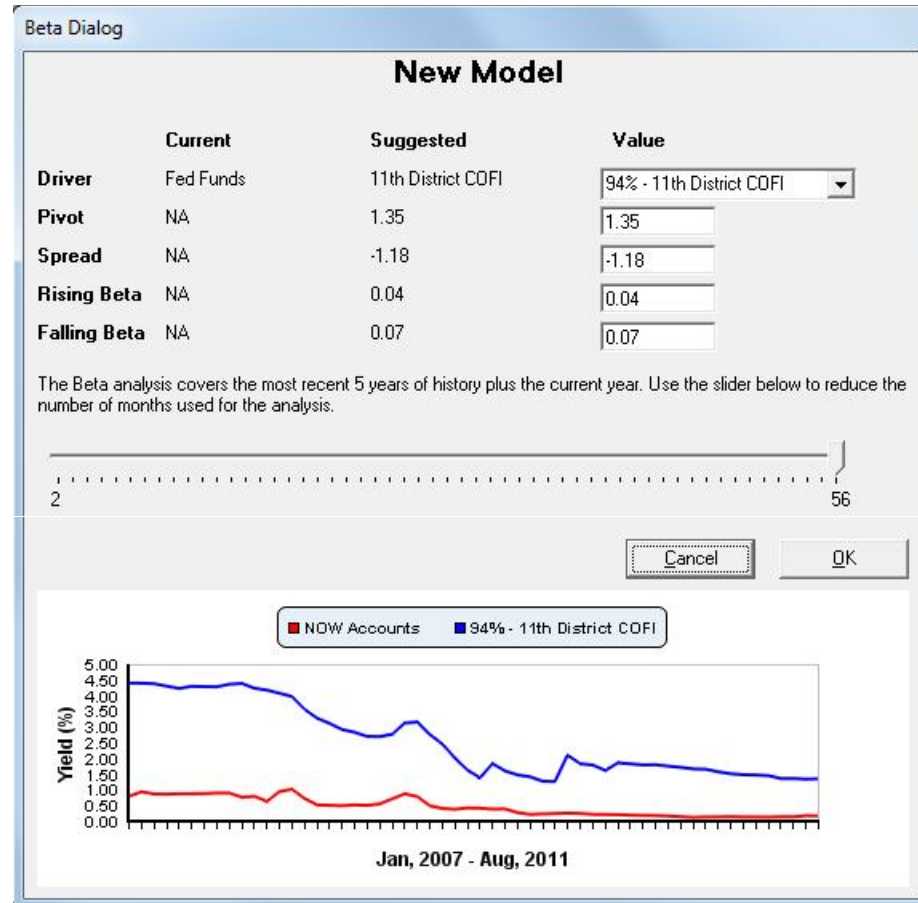 Beta Dialog
New Model
Current Suggested Value
Driver Fed Funds 11th District COFI 94% - 11th District COFI
Pivot NA 1.35 1.35
Spread NA -1.18 -1.18
Rising Beta NA 0.04 0.04
Falling Beta NA 0.07 0.07
The Beta analysis covers the most recent 5 years of history plus the current year. Use the slider below to reduce the
number of months used for the analysis.
2 56
Cancel OK
NOW Accounts 94% - 11th District COFI
Yield (%)
5.00
4.50
4.00
3.50
3.00
2.50
2.00
1.50
1.00
0.50
0.00
Jan, 2007 - Aug, 2011